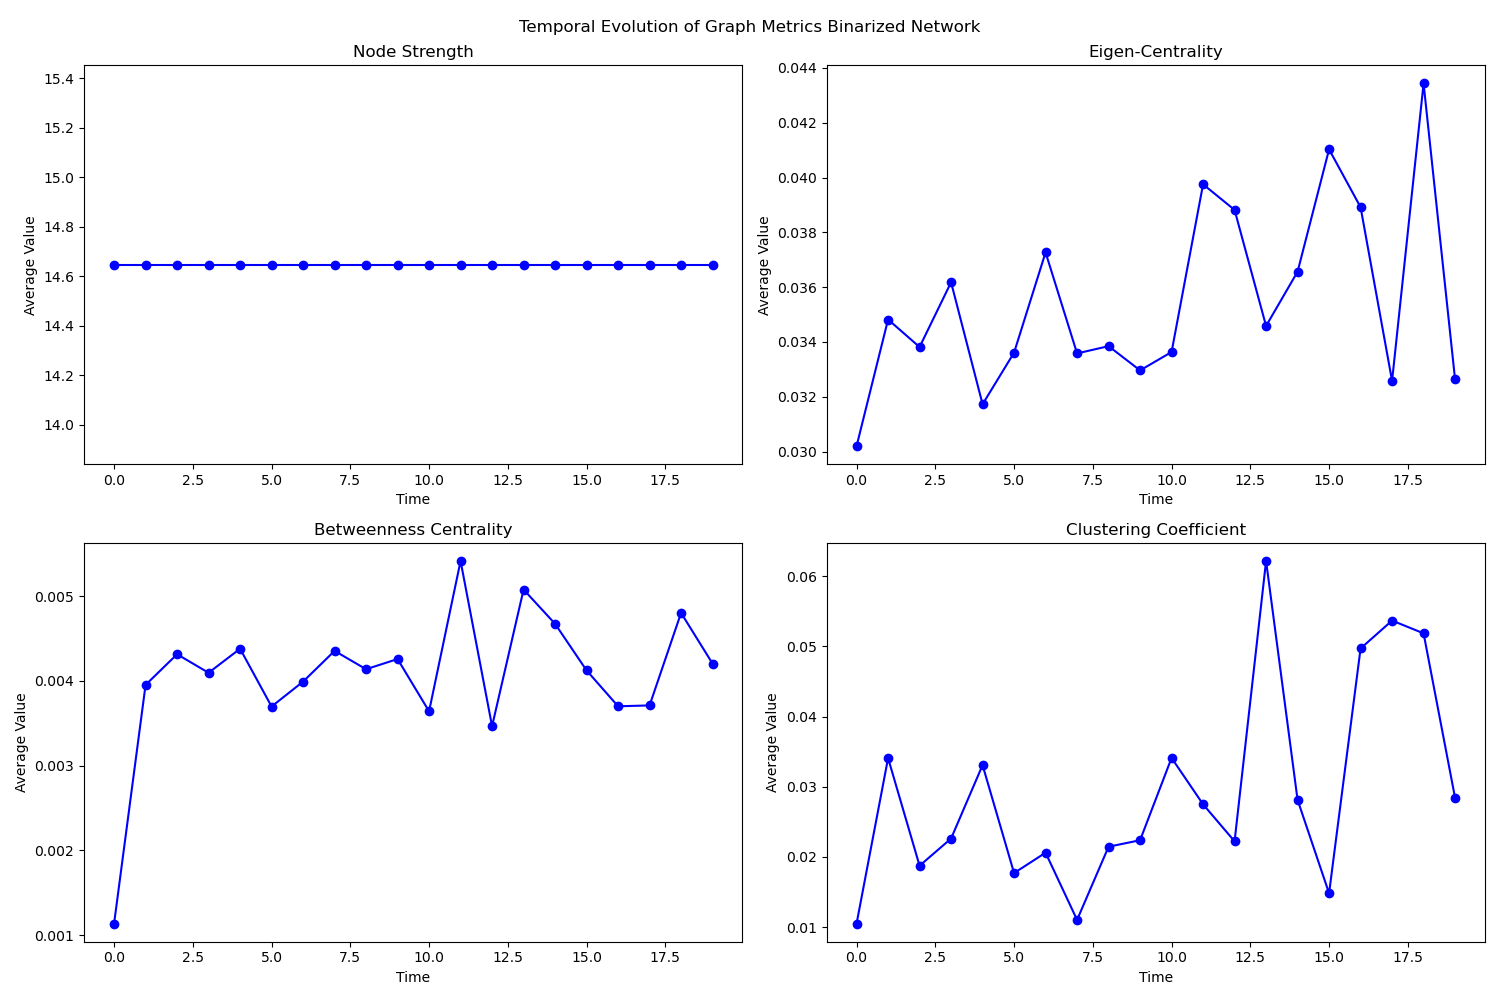 Temporal Evolution of Graph Metrics Binarized Network
Node Strength
15.4
15.2
15.0
14.8
14.6
14.4
14.2
14.0
Average Value
0.0 2.5 5.0 7.5 10.0 12.5 15.0 17.5
Time
Eigen-Centrality
0.044
0.042
0.040
0.038
0.036
0.034
0.032
0.030
Average Value
0.0 2.5 5.0 7.5 10.0 12.5 15.0 17.5
Time
Betweenness Centrality
0.005
0.004
0.003
0.002
0.001
Average Value
0.0 2.5 5.0 7.5 10.0 12.5 15.0 17.5
Time
Clustering Coefficient
0.06
0.05
0.04
0.03
0.02
0.01
Average Value
0.0 2.5 5.0 7.5 10.0 12.5 15.0 17.5
Time